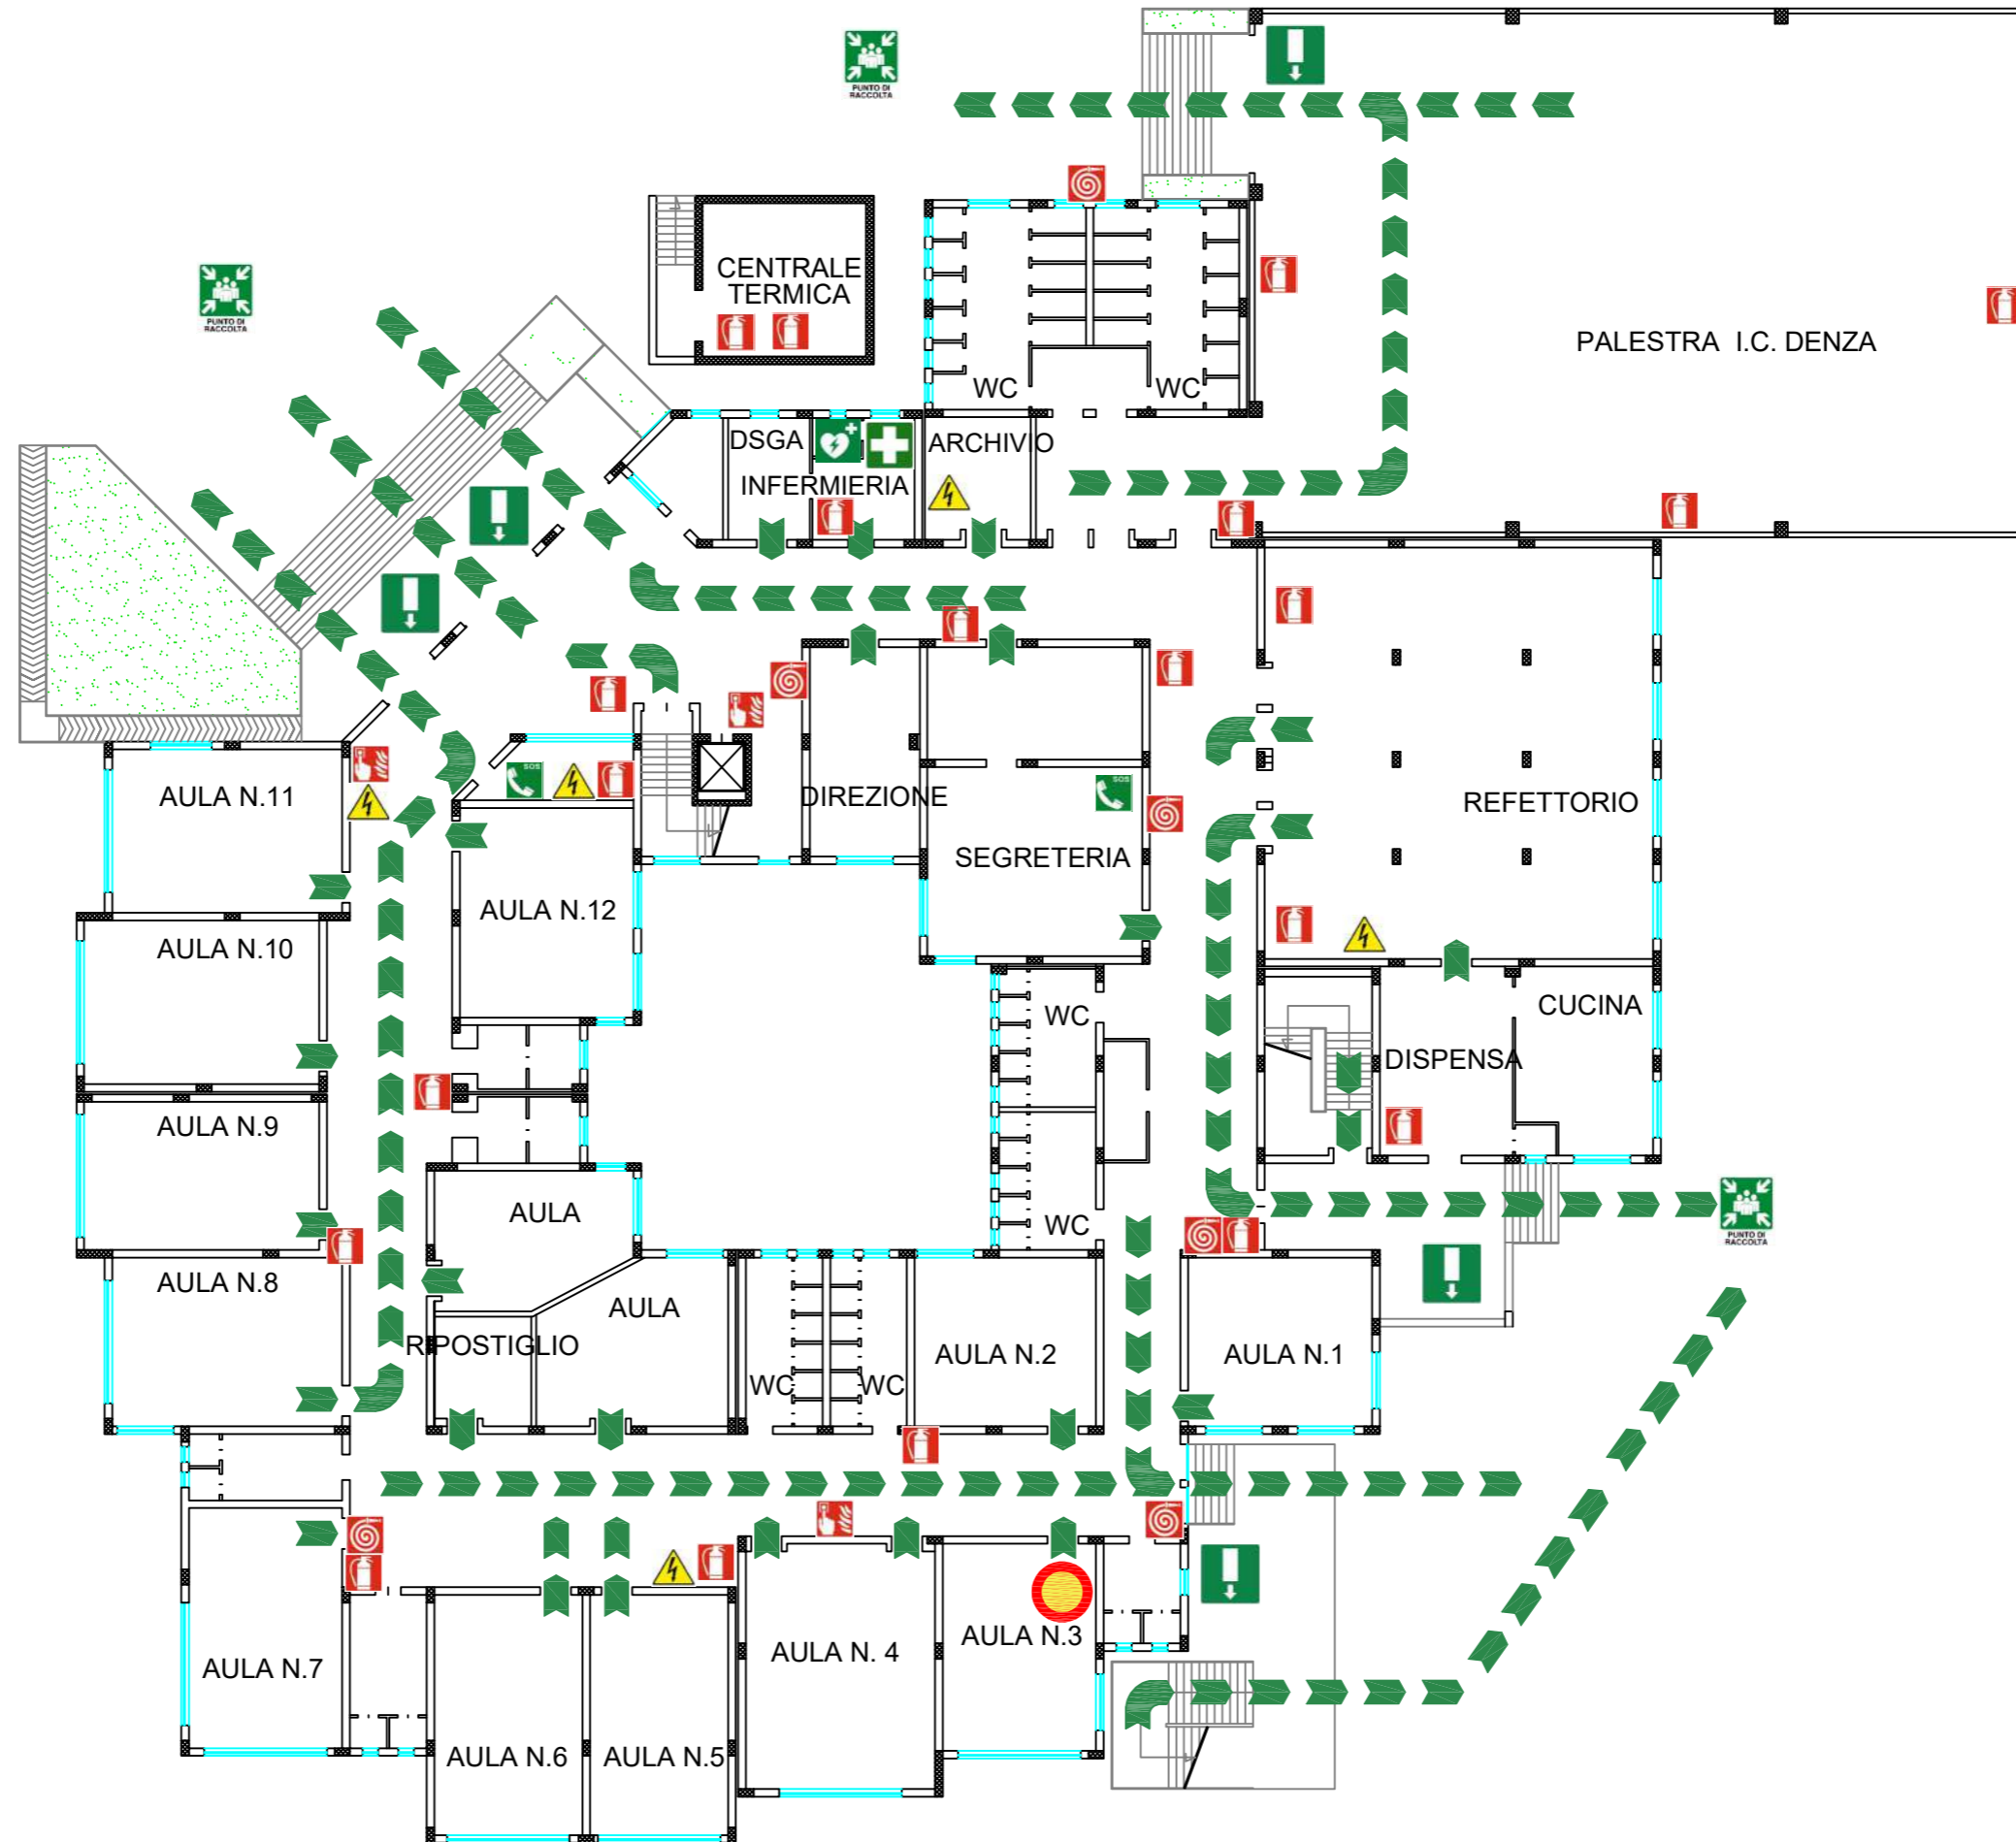 PUNTO DI
RACCOLTA
PUNTO DI
RACCOLTA
CENTRALE
TERMICA
PALESTRA I.C. DENZA
WC
WC
DSGA
ARCHIVIO
INFERMIERIA
AULA N.11
SOS
SOS
DIREZIONE
REFETTORIO
SEGRETERIA
AULA N.12
AULA N.10
CUCINA
WC
DISPENSA
AULA N.9
AULA
WC
PUNTO DI
RACCOLTA
AULA N.8
AULA
RIPOSTIGLIO
AULA N.2
AULA N.1
WC
WC
AULA N.3
AULA N. 4
AULA N.7
AULA N.6
AULA N.5